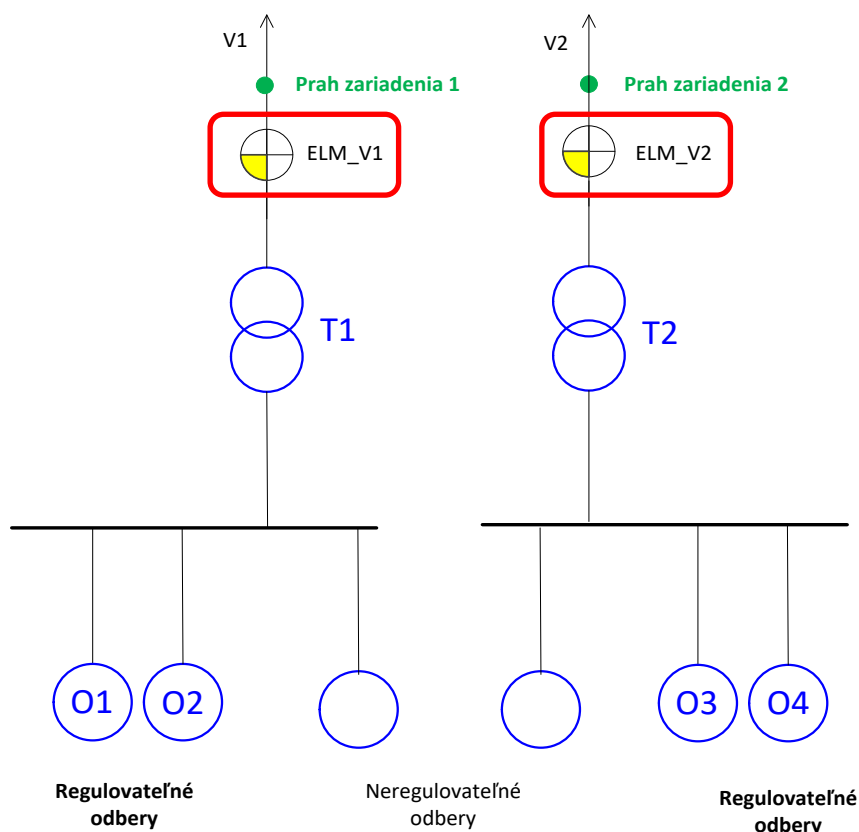 V1
V2
Prah zariadenia 1
Prah zariadenia 2
ELM_V1
ELM_V2
T1
T2
O1
O2
O3
O4
Regulovateľné
odbery
Neregulovateľné
odbery
Regulovateľné
odbery